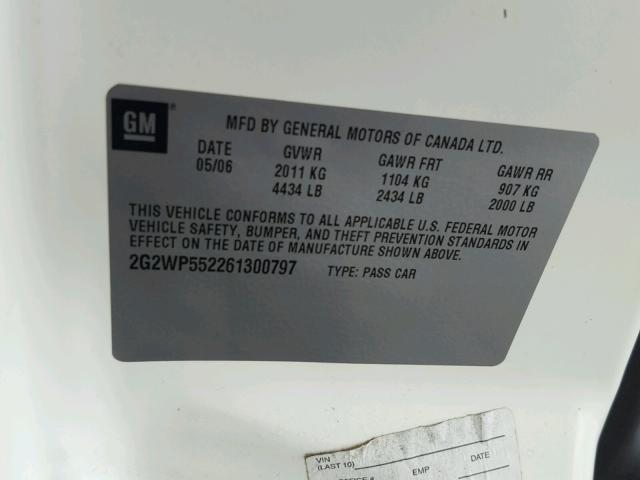 GM
MFD BY GENERAL MOTORS OF CANADA LTD.
DATE GVWR GAWR FRT GAWR RR
05/06 2011 KG 1104 KG 907 KG
4434 LB 2434 LB 2000 LB
THIS VEHICLE CONFORMS TO ALL APPLICABLE U.S. FEDERAL MOTOR
VEHICLE SAFETY, BUMPER, AND THEFT PREVENTION STANDARDS IN
EFFECT ON THE DATE OF MANUFACTURE SHOWN ABOVE.
2G2WP552261300797 TYPE: PASS CAR
VIN
(LAST 10) EMP DATE